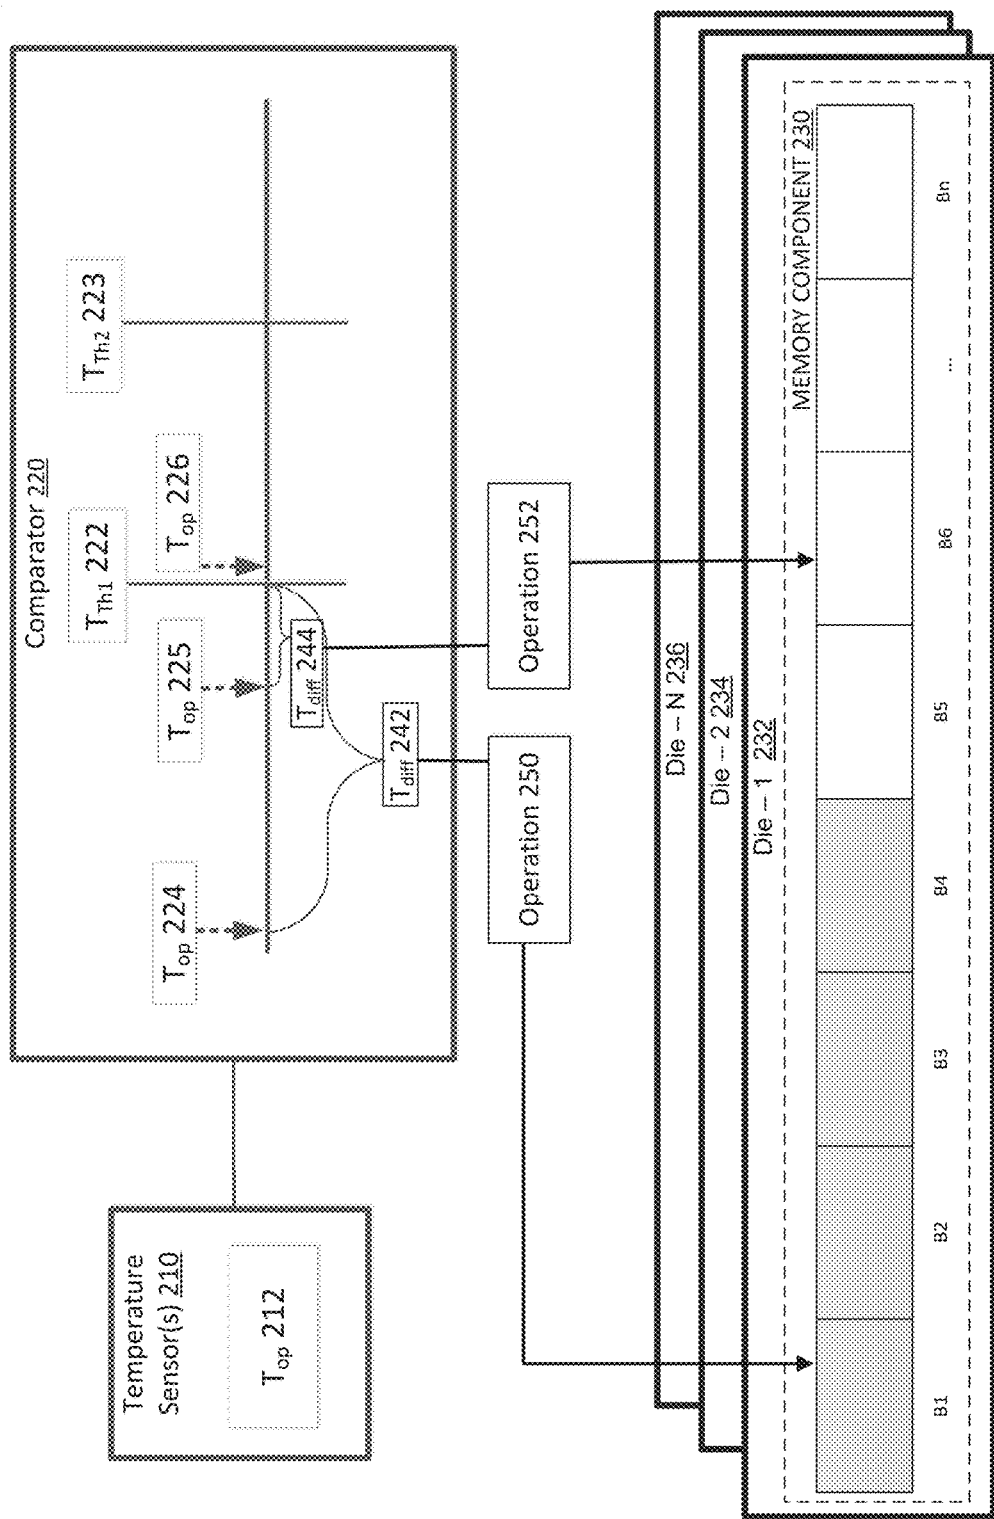 Temperature
Sensor(s) 210
Top 212
Comparator 220
TTh1 222
TTh2 223
Top 224
Top 225
Top 226
Tdiff 244
Tdiff 242
Operation 250
Operation 252
Die – N 236
Die – 2 234
Die – 1 232
MEMORY COMPONENT 230
B1
B2
B3
B4
B5
B6
...
Bn